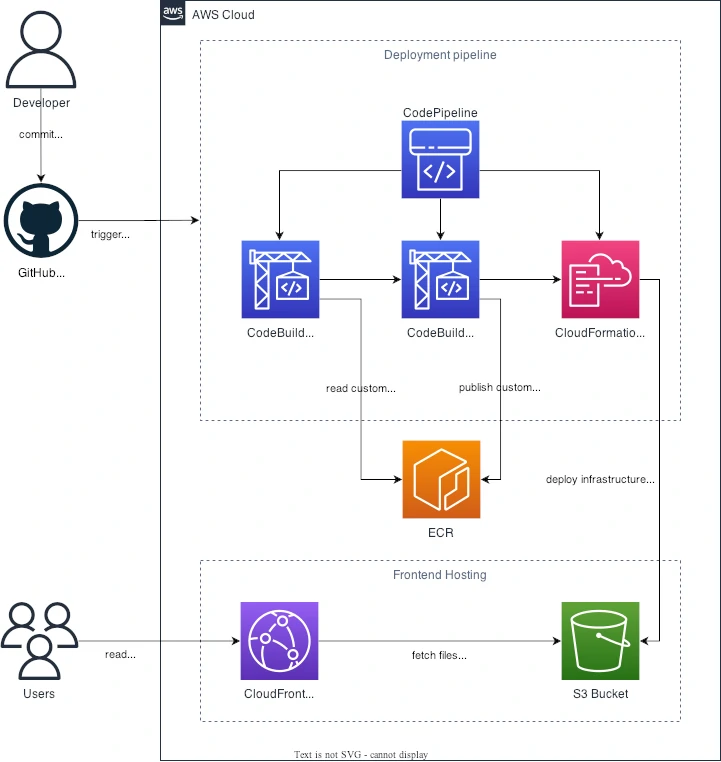 aws
AWS Cloud
Deployment pipeline
Developer
commit...
CodePipeline
GitHub...
trigger...
CodeBuild...
CodeBuild...
CloudFormatio...
read custom...
publish custom...
deploy infrastructure...
ECR
Frontend Hosting
Users
read...
CloudFront...
fetch files...
S3 Bucket
Text is not SVG - cannot display